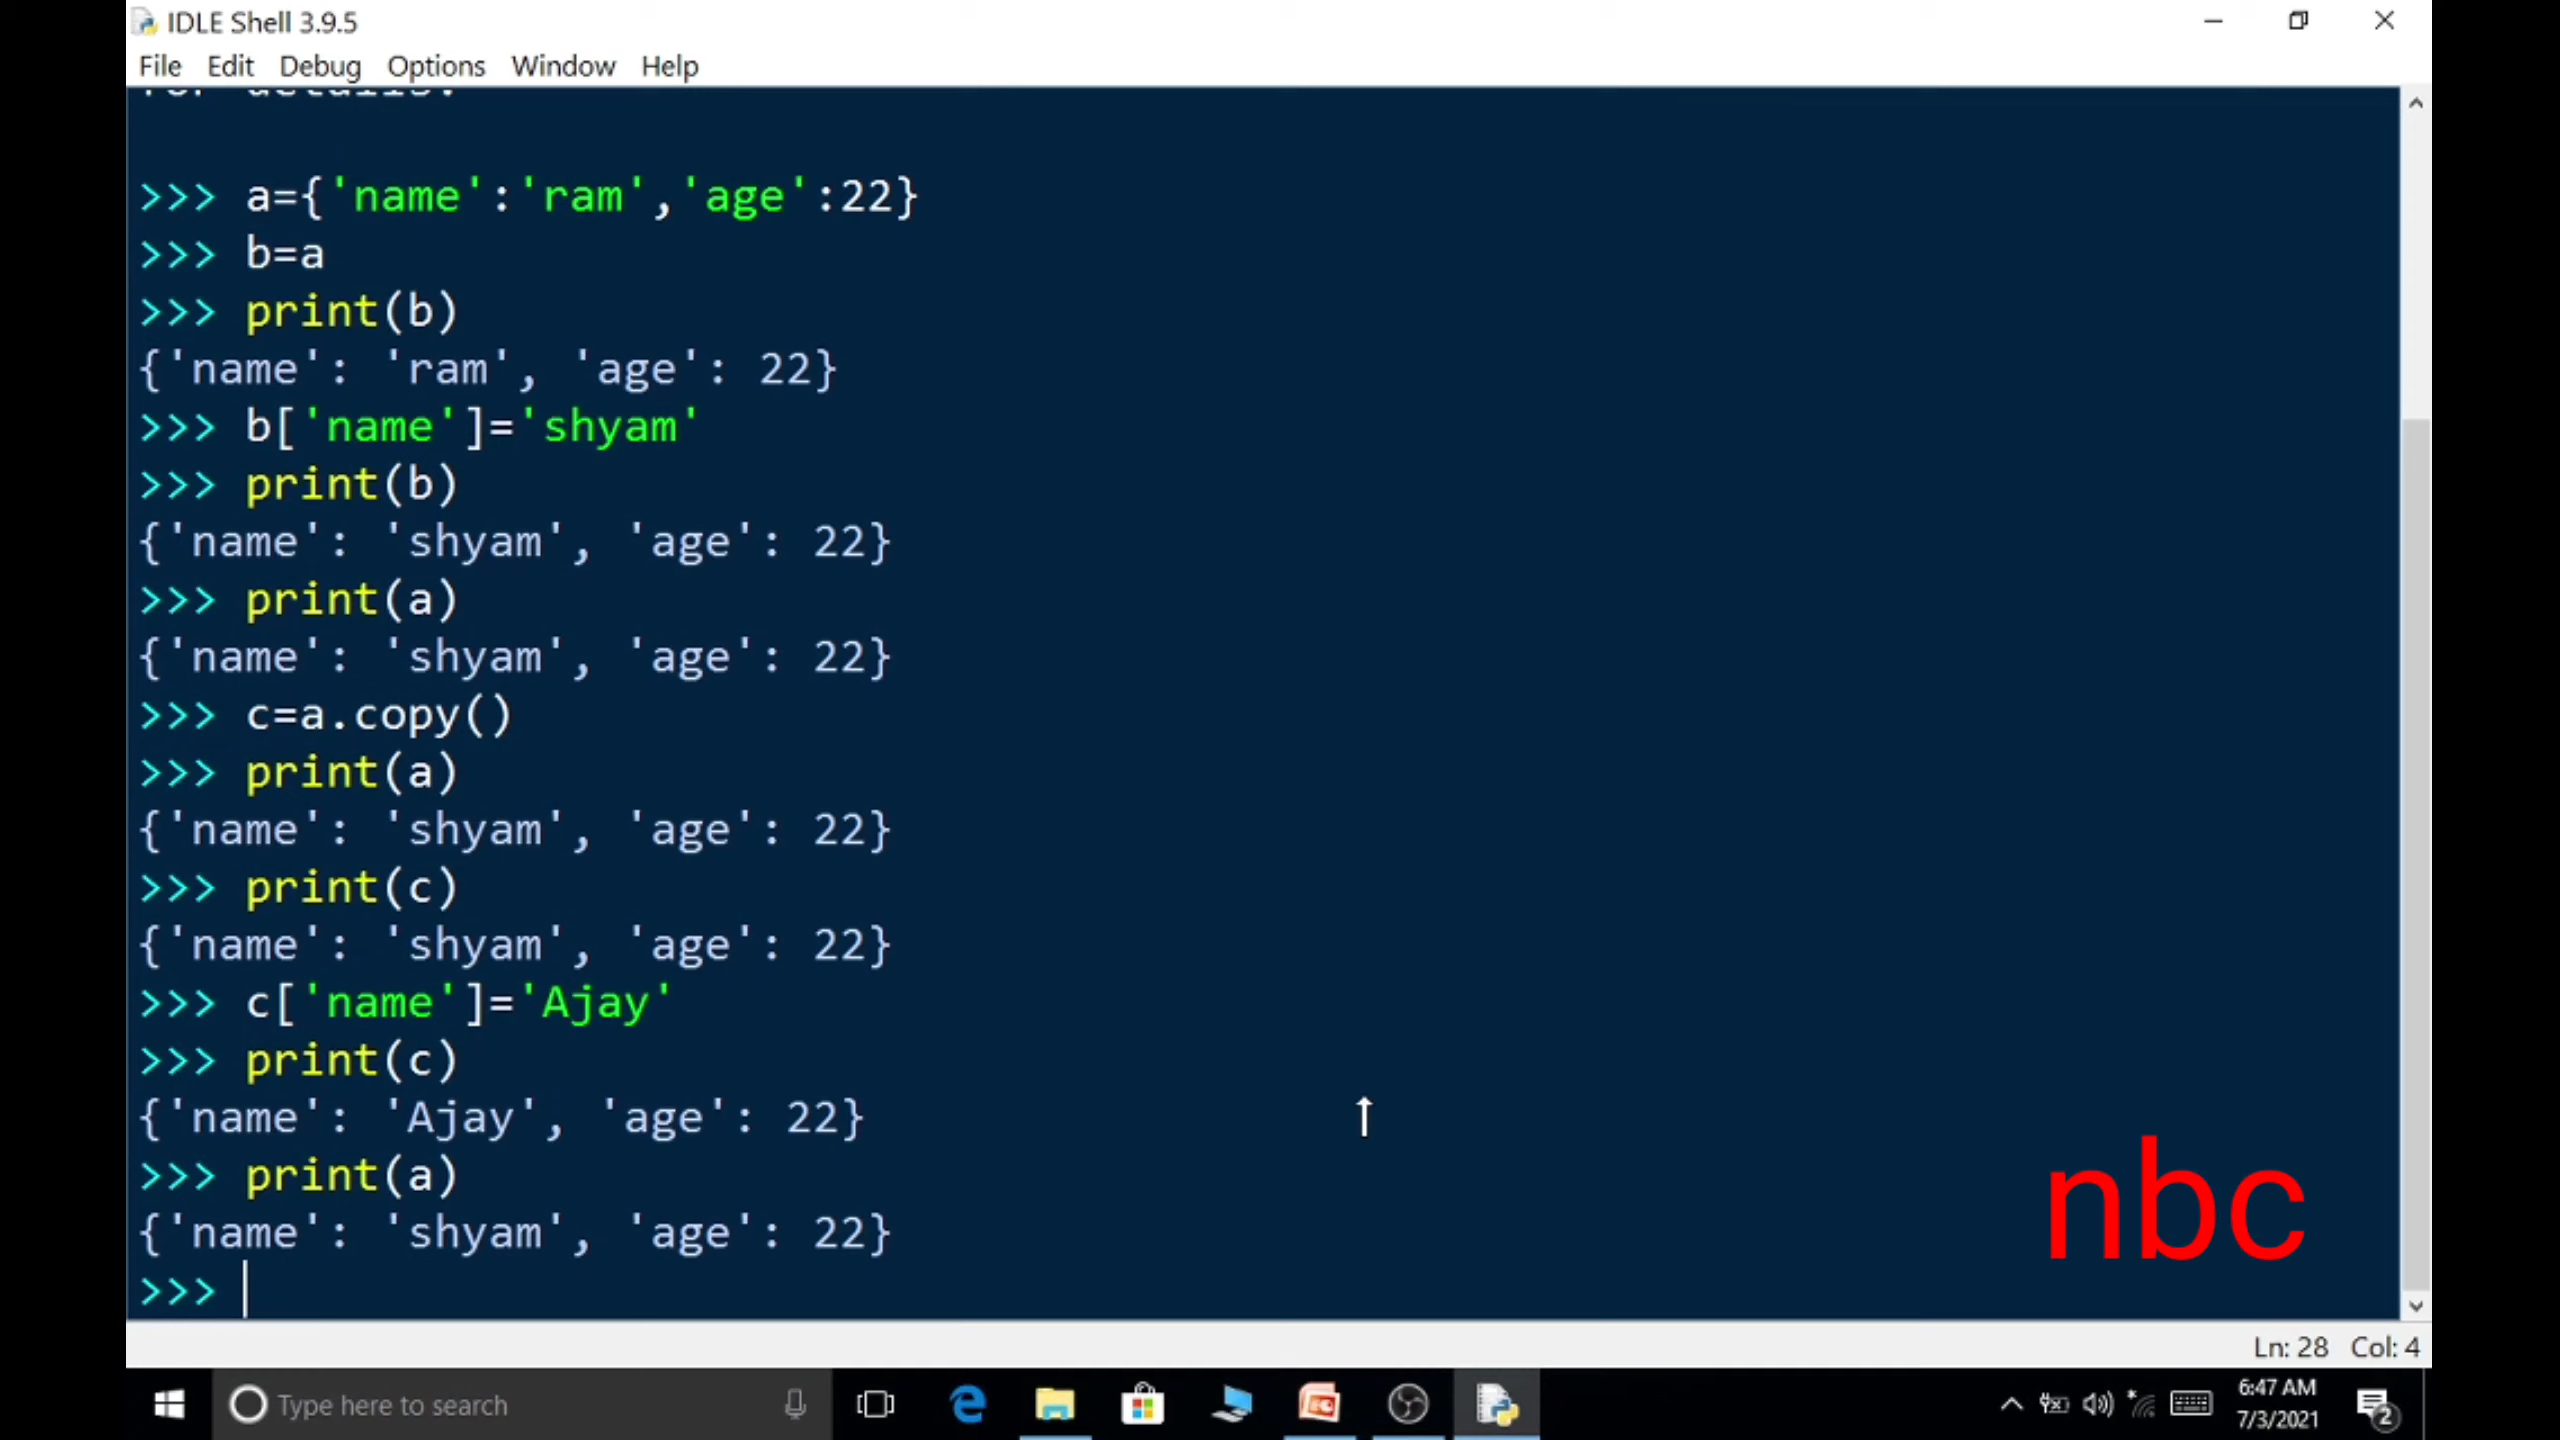 IDLE Shell 3.9.5
File Edit Debug Options Window Help
for details.
>>> a={'name':'ram','age':22}
>>> b=a
>>> print(b)
{'name': 'ram', 'age': 22}
>>> b['name']='shyam'
>>> print(b)
{'name': 'shyam', 'age': 22}
>>> print(a)
{'name': 'shyam', 'age': 22}
>>> c=a.copy()
>>> print(a)
{'name': 'shyam', 'age': 22}
>>> print(c)
{'name': 'shyam', 'age': 22}
>>> c['name']='Ajay'
>>> print(c)
{'name': 'Ajay', 'age': 22}
>>> print(a)
{'name': 'shyam', 'age': 22}
>>>
nbc
Ln: 28 Col: 4
Type here to search
6:47 AM
7/3/2021
2